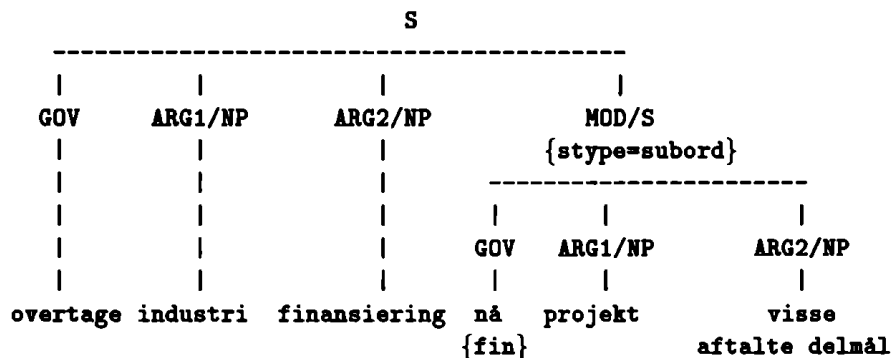 S
GOV ARG1/NP ARG2/NP MOD/S
{stype=subord}
GOV ARG1/NP ARG2/NP
overtage industri finansiering nå projekt visse
{fin} aftalte delmål